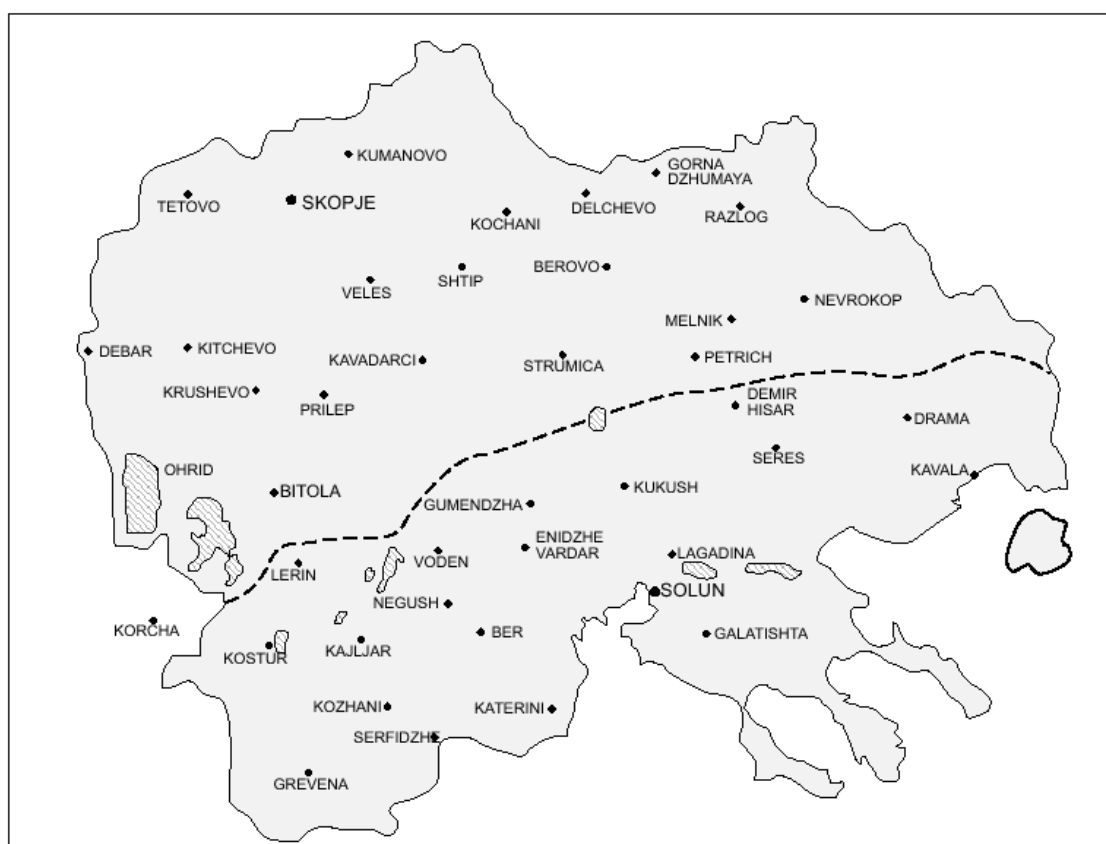 KUMANOVO
GORNA
DZHUMAYA
TETOVO
SKOPJE
DELCHEVO
RAZLOG
KOCHANI
BEROVO
SHTIP
VELES
NEVROKOP
MELNIK
DEBAR
KITCHEVO
KAVADARCI
STRUMICA
PETRICH
KRUSHEVO
PRILEP
DEMIR
HISAR
DRAMA
OHRID
SERES
KAVALA
BITOLA
KUKUSH
GUMENDZHA
ENIDZHE
VARDAR
LERIN
VODEN
LAGADINA
NEGUSH
SOLUN
KORCHA
BER
GALATISHTA
KOSTUR
KAJLJAR
KOZHANI
KATERINI
SERFIDZHE
GREVENA